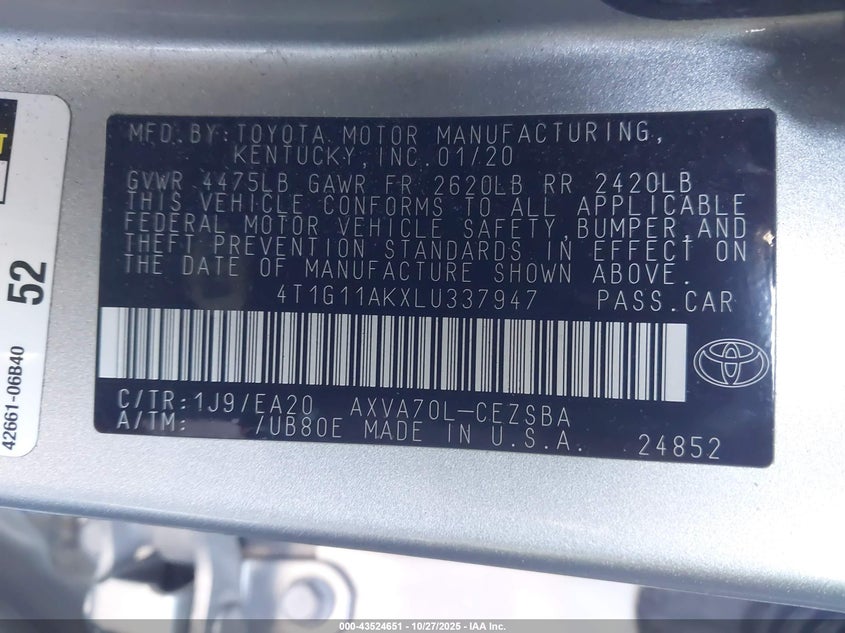 MFD.BY:TOYOTA MOTOR MANUFACTURING,
KENTUCKY,INC.01/20
GVWR 4475LB GAWR FR 2620LB RR 2420LB
THIS VEHICLE CONFORMS TO ALL APPLICABLE
FEDERAL MOTOR VEHICLE SAFETY,BUMPER,AND
THEFT PREVENTION STANDARDS IN EFFECT ON
THE DATE OF MANUFACTURE SHOWN ABOVE.
4T1G11AKXLU337947 PASS.CAR
C/TR:1J9/EA20 AXVA70L-CEZSBA
A/TM: /UB80E MADE IN U.S.A.
24852
52
42661-06B40
000-43524651 | 10/27/2025 | IAA Inc.